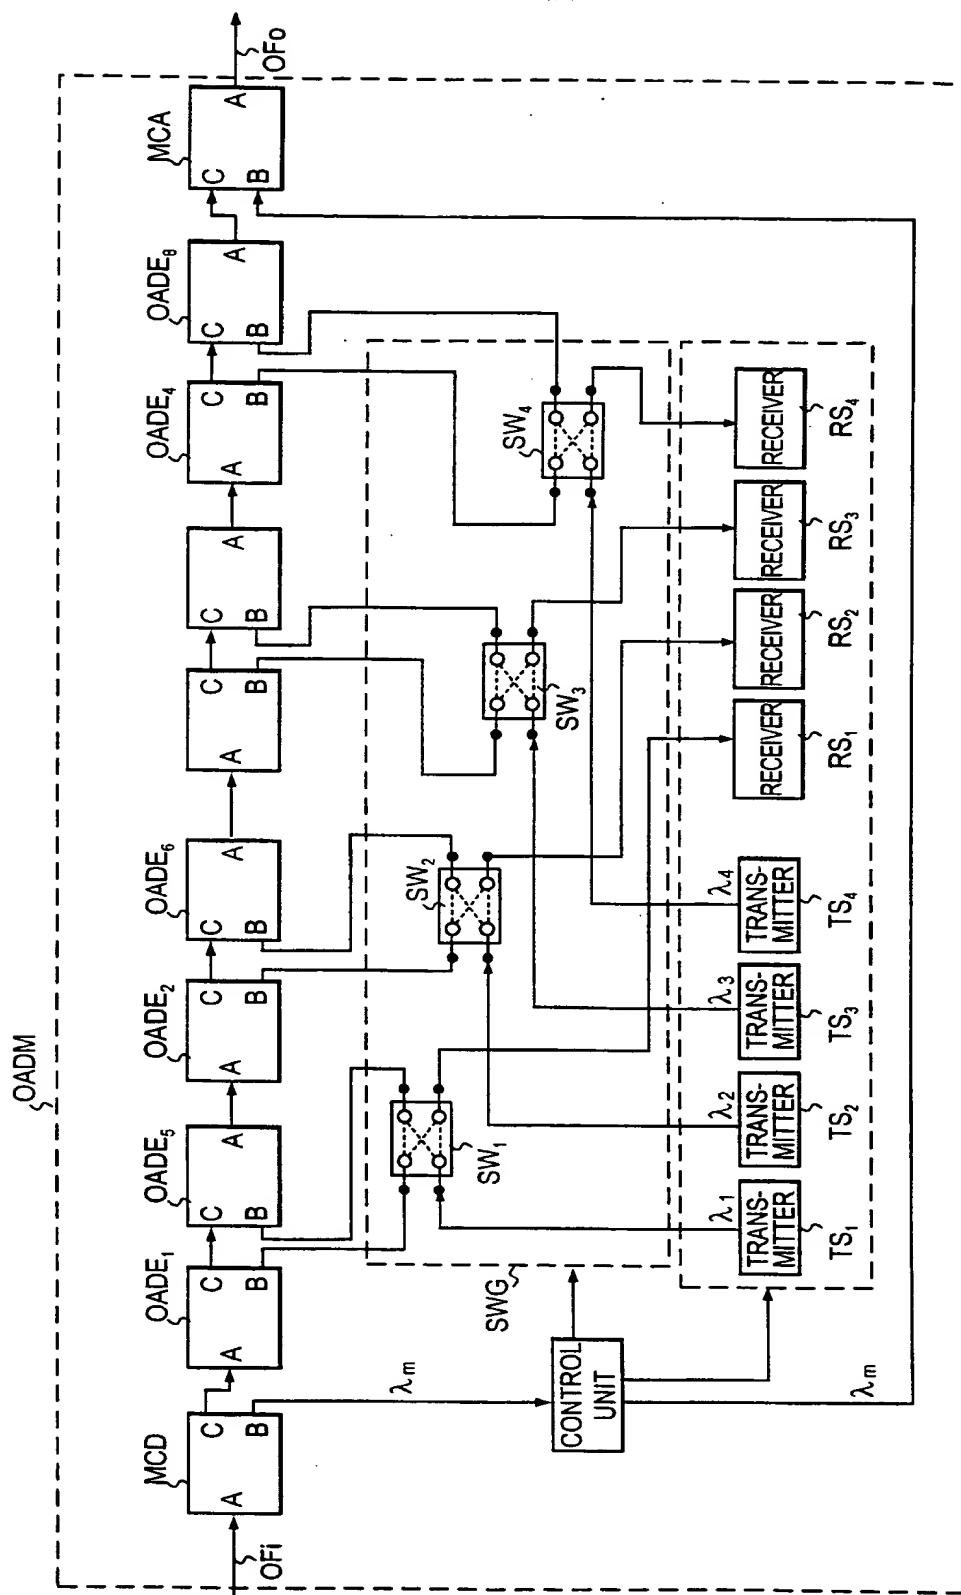 OADM
MCD
OADE1
OADE5
OADE2
OADE6
OADE4
OADE8
MCA
A
C
B
A
C
B
C
B
A
A
C
B
C
B
A
A
C
B
C
B
A
A
C
B
C
B
A
C
B
A
OFi
OFo
λm
SW1
SW2
SW3
SW4
SWG
CONTROL
UNIT
λm
λ1
λ2
λ3
λ4
TRANS-
MITTER
TRANS-
MITTER
TRANS-
MITTER
TRANS-
MITTER
RECEIVER
RECEIVER
RECEIVER
RECEIVER
TS1
TS2
TS3
TS4
RS1
RS2
RS3
RS4